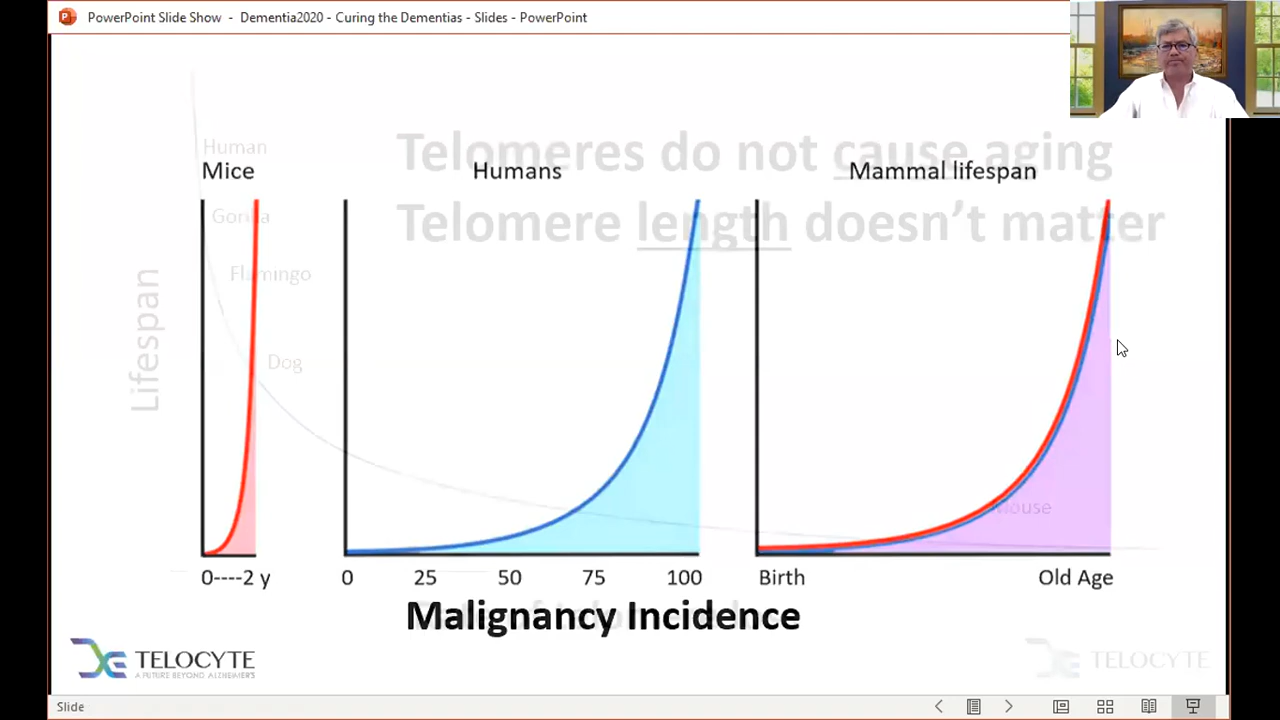 PowerPoint Slide Show - Dementia2020 - Curing the Dementias - Slides - PowerPoint
Telomeres do not cause aging
Telomere length doesn't matter
Human
Gorilla
Flamingo
Dog
Mouse
Lifespan
Mice
Humans
Mammal lifespan
0----2 y
0 25 50 75 100
Birth
Old Age
Malignancy Incidence
TELOCYTE
A FUTURE BEYOND ALZHEIMER'S
TELOCYTE
Slide